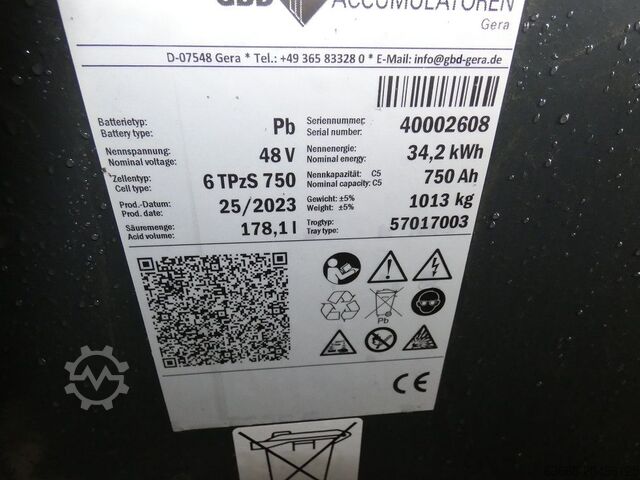 GBD ACCUMULATOREN
Gera
D-07548 Gera * Tel.: +49 365 83328 0 * E-Mail: info@gbd-gera.de
Batterietyp: Pb Seriennummer: 40002608
Battery type: Serial number:
Nennspannung: 48 V Nennenergie: 34,2 kWh
Nominal voltage: Nominal energy:
Zellentyp: 6 TPzS 750 Nennkapazität: C5 750 Ah
Cell type: Nominal capacity: C5
Prod.-Datum: 25/2023 Gewicht: ±5% 1013 kg
Prod. date: Weight: ±5%
Säuremenge: 178,1 l Trogtyp: 57017003
Acid volume: Tray type:
Pb
CE